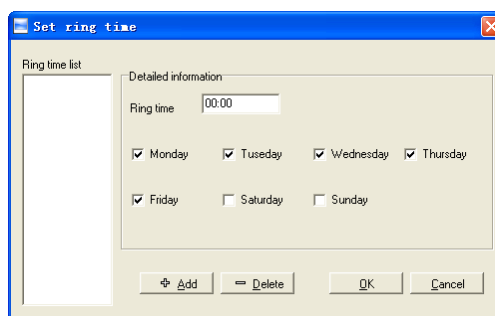 Set ring time
Ring time list
Detailed information
Ring time 00:00
Monday Tuseday Wednesday Thursday
Friday Saturday Sunday
Add Delete OK Cancel